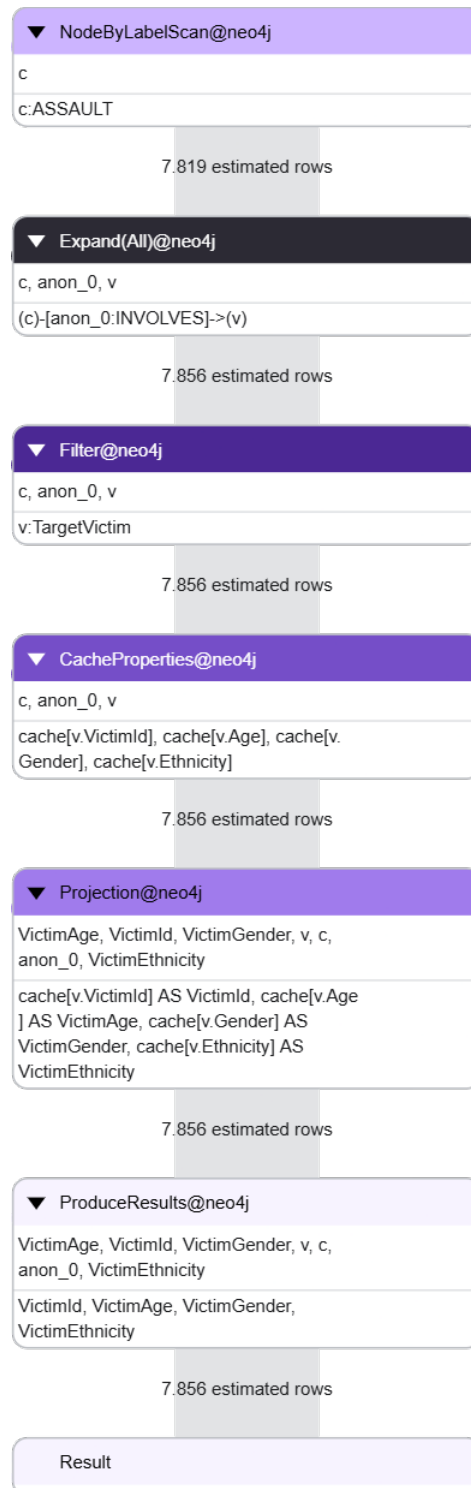 NodeByLabelScan@neo4j
c
c:ASSAULT
7.819 estimated rows
Expand(All)@neo4j
c, anon_0, v
(c)-[anon_0:INVOLVES]->(v)
7.856 estimated rows
Filter@neo4j
c, anon_0, v
v:TargetVictim
7.856 estimated rows
CacheProperties@neo4j
c, anon_0, v
cache[v.VictimId], cache[v.Age], cache[v.
Gender], cache[v.Ethnicity]
7.856 estimated rows
Projection@neo4j
VictimAge, VictimId, VictimGender, v, c,
anon_0, VictimEthnicity
cache[v.VictimId] AS VictimId, cache[v.Age
] AS VictimAge, cache[v.Gender] AS
VictimGender, cache[v.Ethnicity] AS
VictimEthnicity
7.856 estimated rows
ProduceResults@neo4j
VictimAge, VictimId, VictimGender, v, c,
anon_0, VictimEthnicity
VictimId, VictimAge, VictimGender,
VictimEthnicity
7.856 estimated rows
Result